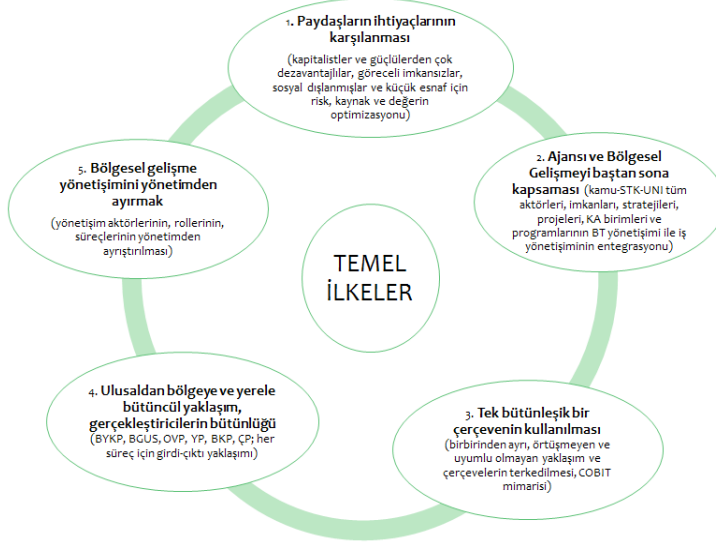 1. Paydaşların ihtiyaçlarının
karşılanması
(kapitalistler ve güçlülerden çok
dezavantajlılar, göreceli imkansızlar,
sosyal dışlanmışlar ve küçük esnaf için
risk, kaynak ve değerin
optimizasyonu)
2. Ajansı ve Bölgesel
Gelişmeyi baştan sona
kapsaması (kamu-STK-UNI tüm
aktörleri, imkanları, stratejileri,
projeleri, KA birimleri ve
programlarının BT yönetişimi ile iş
yönetişiminin entegrasyonu)
3. Tek bütünleşik bir
çerçevenin kullanılması
(birbirinden ayrı, örtüşmeyen ve
uyumlu olmayan yaklaşım ve
çerçevelerin terkedilmesi, COBIT
mimarisi)
4. Ulusaldan bölgeye ve yerele
bütüncül yaklaşım,
gerçekleştiricilerin bütünlüğü
(BYKP, BGUS, OVP, YP, BKP, ÇP; her
süreç için girdi-çıktı yaklaşımı)
5. Bölgesel gelişme
yönetişimini yönetimden
ayırmak
(yönetişim aktörlerinin, rollerinin,
süreçlerinin yönetimden
ayrıştırılması)
TEMEL
İLKELER